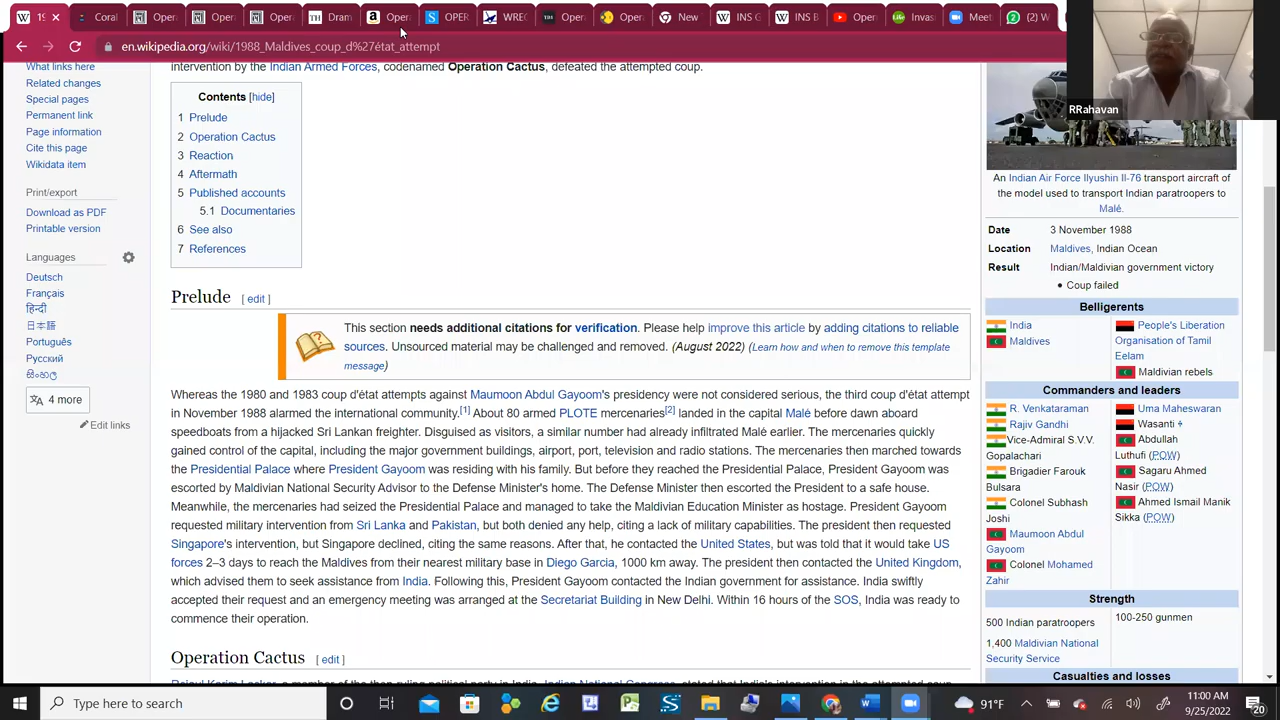 19
Coral
Oper
Oper
Oper
TH Dram
Oper
OPER
WREC
Oper
Oper
New
INS G
INS B
Open
Invas
Meet
(2) W
en.wikipedia.org/wiki/1988_Maldives_coup_d%27état_attempt
RRahavan
What links here
Related changes
Special pages
Permanent link
Page information
Cite this page
Wikidata item
Print/export
Download as PDF
Printable version
Languages
Deutsch
Français
हिन्दी
日本語
Português
Русский
සිංහල
4 more
Edit links
intervention by the Indian Armed Forces, codenamed Operation Cactus, defeated the attempted coup.
Contents [hide]
1 Prelude
2 Operation Cactus
3 Reaction
4 Aftermath
5 Published accounts
5.1 Documentaries
6 See also
7 References
Prelude [ edit ]
This section needs additional citations for verification. Please help improve this article by adding citations to reliable
sources. Unsourced material may be challenged and removed. (August 2022) (Learn how and when to remove this template
message)
Whereas the 1980 and 1983 coup d'état attempts against Maumoon Abdul Gayoom's presidency were not considered serious, the third coup d'état attempt
in November 1988 alarmed the international community.[1] About 80 armed PLOTE mercenaries[2] landed in the capital Malé before dawn aboard
speedboats from a hijacked Sri Lankan freighter. Disguised as visitors, a similar number had already infiltrated Malé earlier. The mercenaries quickly
gained control of the capital, including the major government buildings, airport, port, television and radio stations. The mercenaries then marched towards
the Presidential Palace where President Gayoom was residing with his family. But before they reached the Presidential Palace, President Gayoom was
escorted by Maldivian National Security Advisor to the Defense Minister's home. The Defense Minister then escorted the President to a safe house.
Meanwhile, the mercenaries had seized the Presidential Palace and managed to take the Maldivian Education Minister as hostage. President Gayoom
requested military intervention from Sri Lanka and Pakistan, but both denied any help, citing a lack of military capabilities. The president then requested
Singapore's intervention, but Singapore declined, citing the same reasons. After that, he contacted the United States, but was told that it would take US
forces 2–3 days to reach the Maldives from their nearest military base in Diego Garcia, 1000 km away. The president then contacted the United Kingdom,
which advised them to seek assistance from India. Following this, President Gayoom contacted the Indian government for assistance. India swiftly
accepted their request and an emergency meeting was arranged at the Secretariat Building in New Delhi. Within 16 hours of the SOS, India was ready to
commence their operation.
Operation Cactus [ edit ]
An Indian Air Force Ilyushin Il-76 transport aircraft of
the model used to transport Indian paratroopers to
Malé.
Date 3 November 1988
Location Maldives, Indian Ocean
Result Indian/Maldivian government victory
• Coup failed
Belligerents
India
Maldives
People's Liberation
Organisation of Tamil
Eelam
Maldivian rebels
Commanders and leaders
R. Venkataraman
Rajiv Gandhi
Vice-Admiral S.V.V.
Gopalachari
Brigadier Farouk
Bulsara
Colonel Subhash
Joshi
Maumoon Abdul
Gayoom
Colonel Mohamed
Zahir
Uma Maheswaran
Wasanti
Abdullah
Luthufi (POW)
Sagaru Ahmed
Nasir (POW)
Ahmed Ismail Manik
Sikka (POW)
Strength
500 Indian paratroopers
1,400 Maldivian National
Security Service
100-250 gunmen
Casualties and losses
Type here to search
91°F
11:00 AM
9/25/2022
20